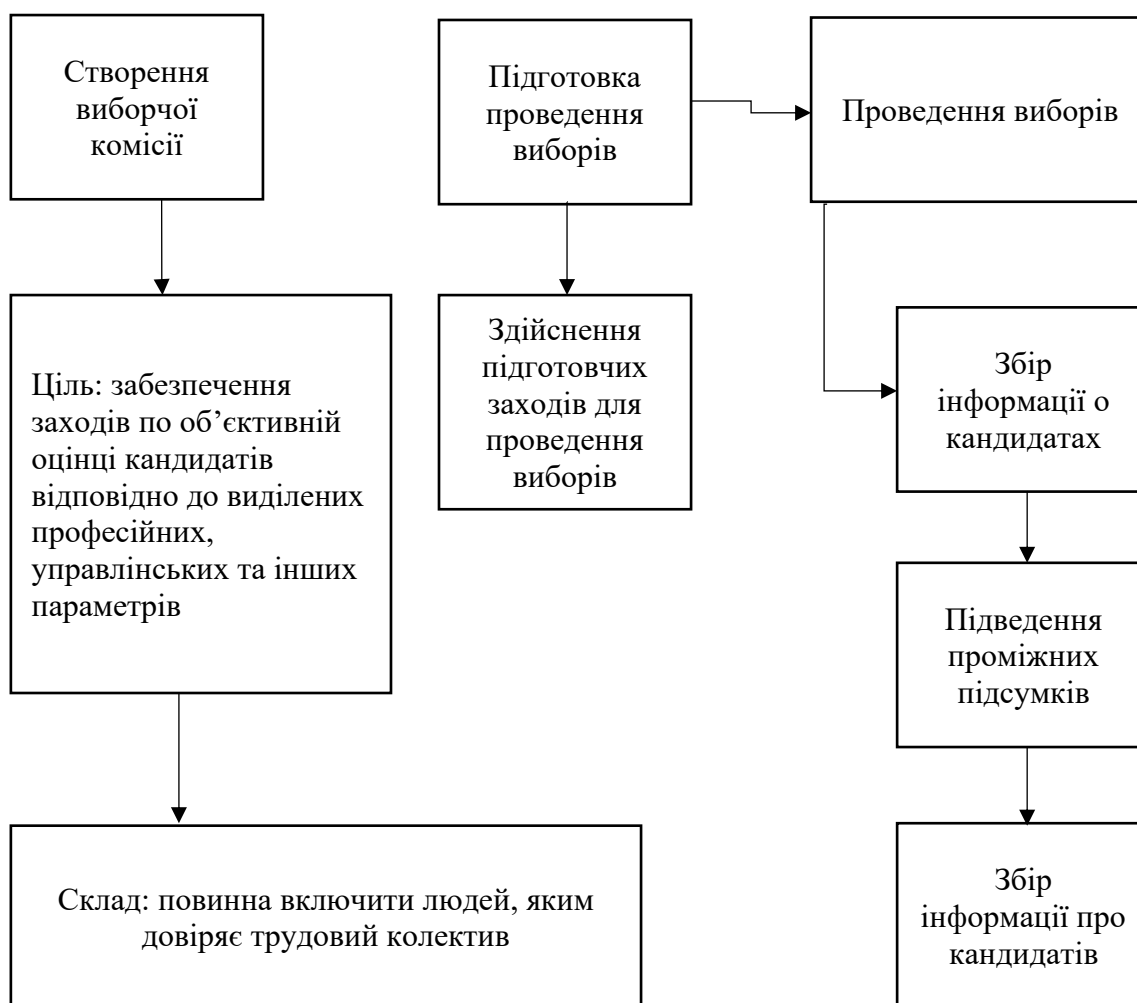 Створення
виборчої
комісії
Підготовка
проведення
виборів
Проведення виборів
Ціль: забезпечення
заходів по об’єктивній
оцінці кандидатів
відповідно до виділених
професійних,
управлінських та інших
параметрів
Здійснення
підготовчих
заходів для
проведення
виборів
Збір
інформації о
кандидатах
Підведення
проміжних
підсумків
Склад: повинна включити людей, яким
довіряє трудовий колектив
Збір
інформації про
кандидатів